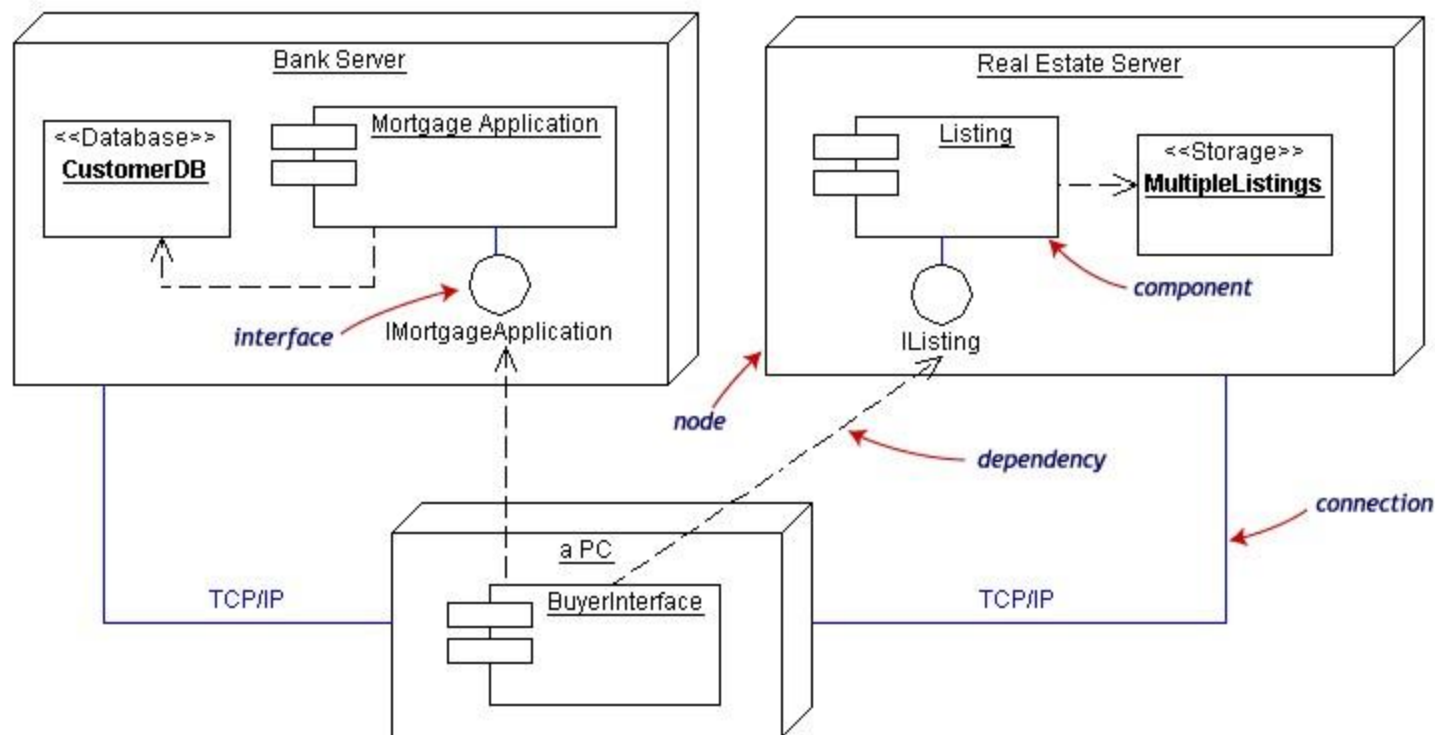 Bank Server
<<Database>>
CustomerDB
Mortgage Application
IMortgageApplication
interface
Real Estate Server
Listing
<<Storage>>
MultipleListings
IListing
component
node
dependency
connection
a PC
BuyerInterface
TCP/IP
TCP/IP